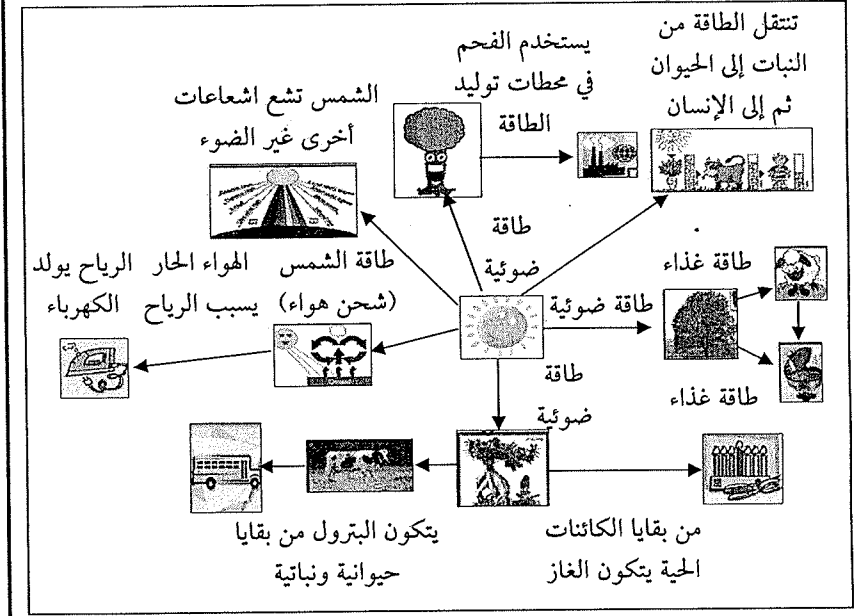 تنتقل الطاقة من
النبات إلى الحيوان
ثم إلى الإنسان
يستخدم الفحم
في محطات توليد
الطاقة
الشمس تشع اشعاعات
أخرى غير الضوء
طاقة
ضوئية
طاقة غذاء
طاقة ضوئية
طاقة غذاء
طاقة الشمس
(شحن هواء)
الهواء الحار
يسبب الرياح
الرياح يولد
الكهرباء
طاقة
ضوئية
من بقايا الكائنات
الحية يتكون الغاز
يتكون البترول من بقايا
حيوانية ونباتية